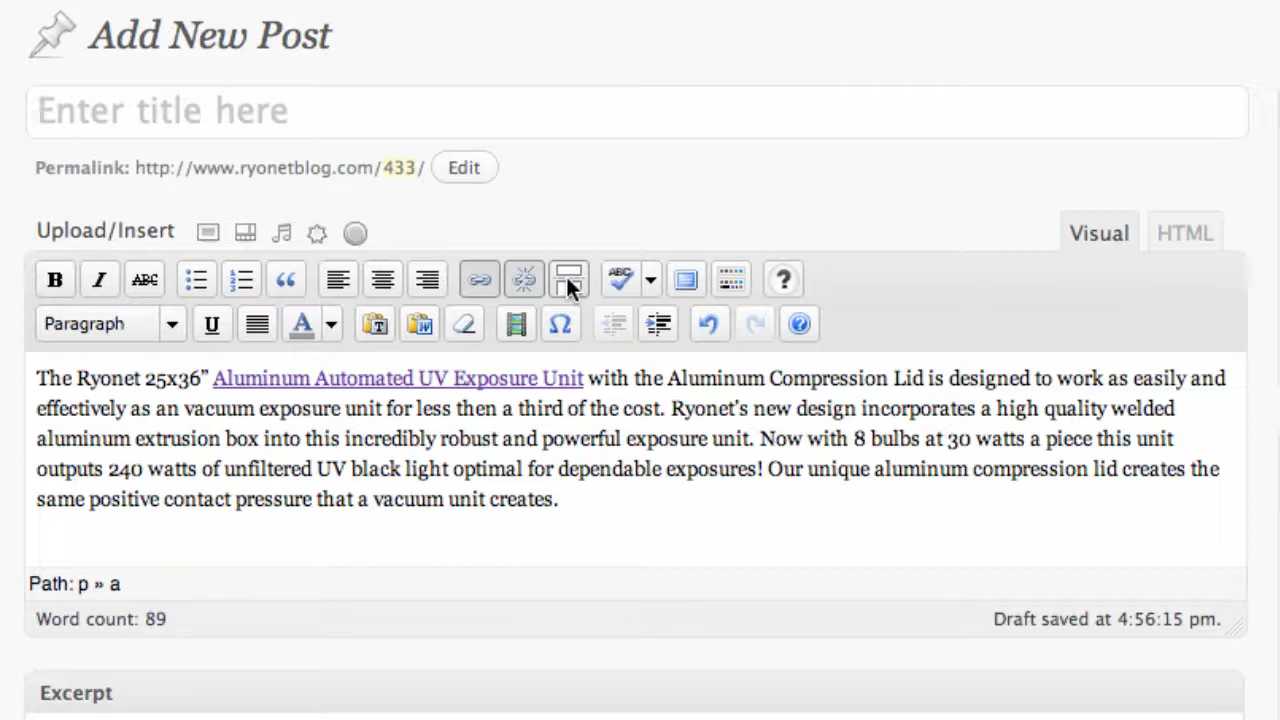 Add New Post
Enter title here
Permalink: http://www.ryonetblog.com/433/ Edit
Upload/Insert
Visual HTML
B I ABC ABC ?
Paragraph U A T W Ω ?
The Ryonet 25x36” Aluminum Automated UV Exposure Unit with the Aluminum Compression Lid is designed to work as easily and
effectively as an vacuum exposure unit for less then a third of the cost. Ryonet’s new design incorporates a high quality welded
aluminum extrusion box into this incredibly robust and powerful exposure unit. Now with 8 bulbs at 30 watts a piece this unit
outputs 240 watts of unfiltered UV black light optimal for dependable exposures! Our unique aluminum compression lid creates the
same positive contact pressure that a vacuum unit creates.
Path: p » a
Word count: 89
Draft saved at 4:56:15 pm.
Excerpt